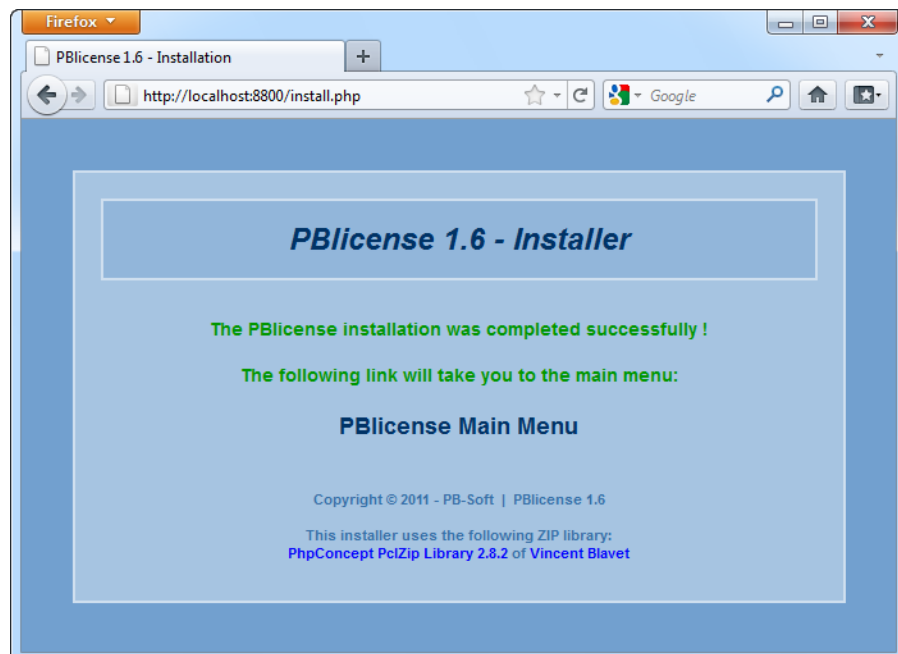 Firefox
PBlicense 1.6 - Installation
http://localhost:8800/install.php
Google
PBlicense 1.6 - Installer
The PBlicense installation was completed successfully !
The following link will take you to the main menu:
PBlicense Main Menu
Copyright © 2011 - PB-Soft | PBlicense 1.6
This installer uses the following ZIP library:
PhpConcept PclZip Library 2.8.2 of Vincent Blavet